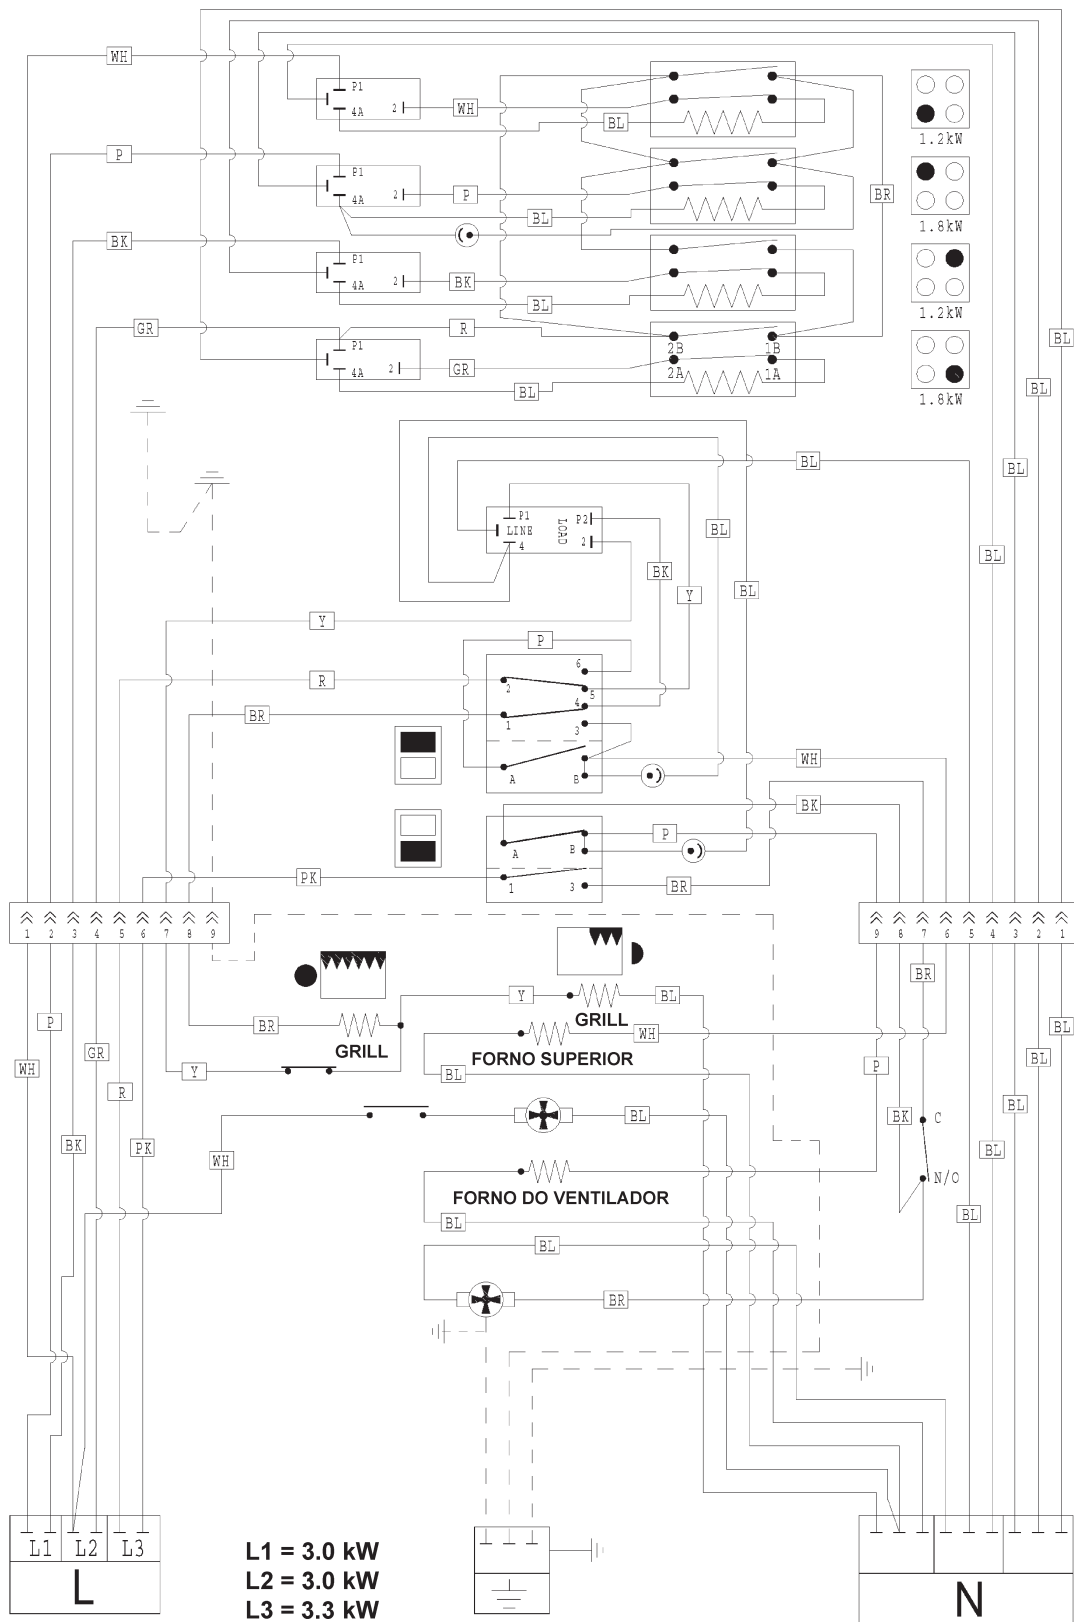 WH
P1
4A
2
WH
BL
1.2kW
P
P1
4A
2
P
BL
BR
1.8kW
BK
P1
4A
2
BK
BL
1.2kW
GR
R
P1
4A
2
GR
BL
2B
1B
2A
1A
1.8kW
BL
BL
BL
BL
BL
P1
LINE
4
LOAD
P2
2
BL
BK
Y
BL
Y
P
R
BR
6
2
5
4
1
3
A
B
WH
BK
P
A
B
PK
1
3
BR
1 2 3 4 5 6 7 8 9
9 8 7 6 5 4 3 2 1
BR
Y
BL
GRILL
BR
GRILL
WH
FORNO SUPERIOR
P
BL
GR
BL
WH
Y
BL
P
R
BL
BL
BK
C
BK
PK
BL
WH
N/O
FORNO DO VENTILADOR
BL
BL
BL
BR
L1 L2 L3
L
L1 = 3.0 kW
L2 = 3.0 kW
L3 = 3.3 kW
N